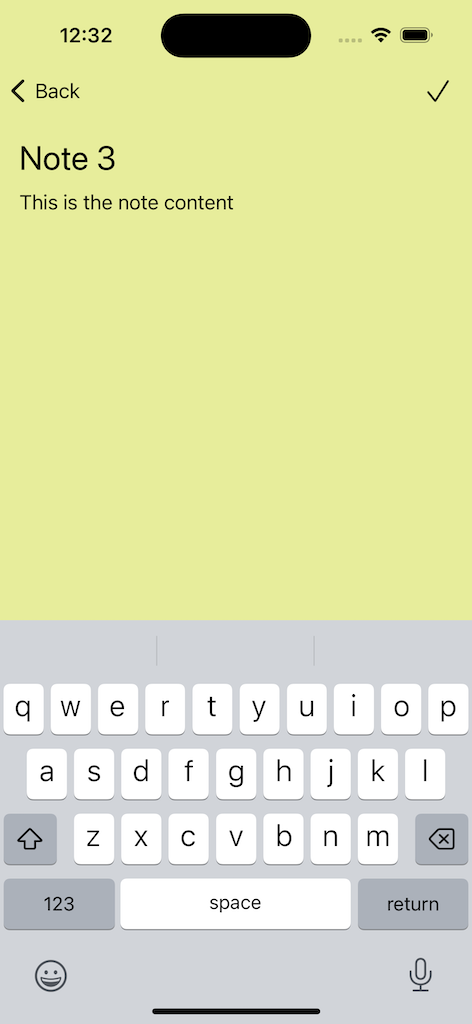 12:32
Back
Note 3
This is the note content
q w e r t y u i o p
a s d f g h j k l
z x c v b n m
123 space return